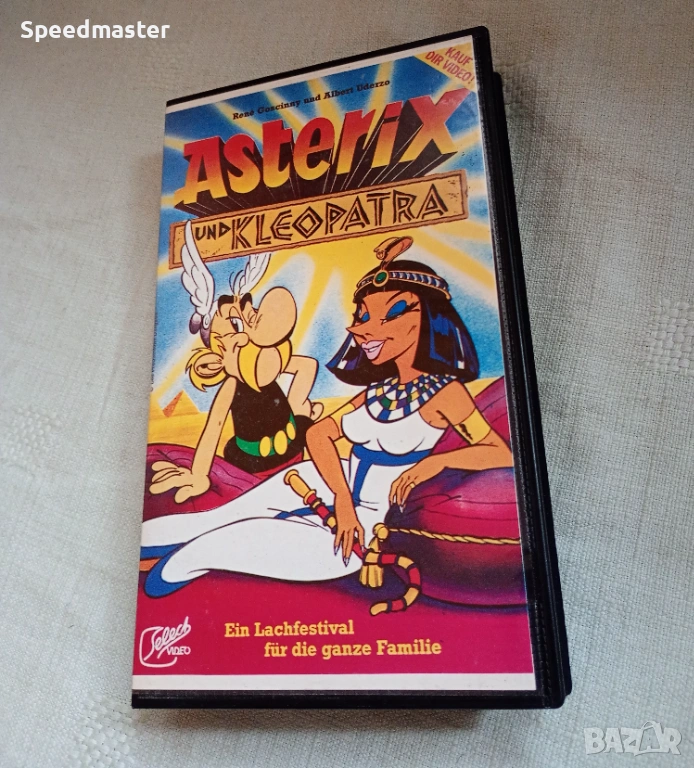 Speedmaster
KAUF
DIR VIDEO!
René Goscinny und Albert Uderzo
Asterix
UND KLEOPATRA
Select
VIDEO
Ein Lachfestival
für die ganze Familie
BAZAR